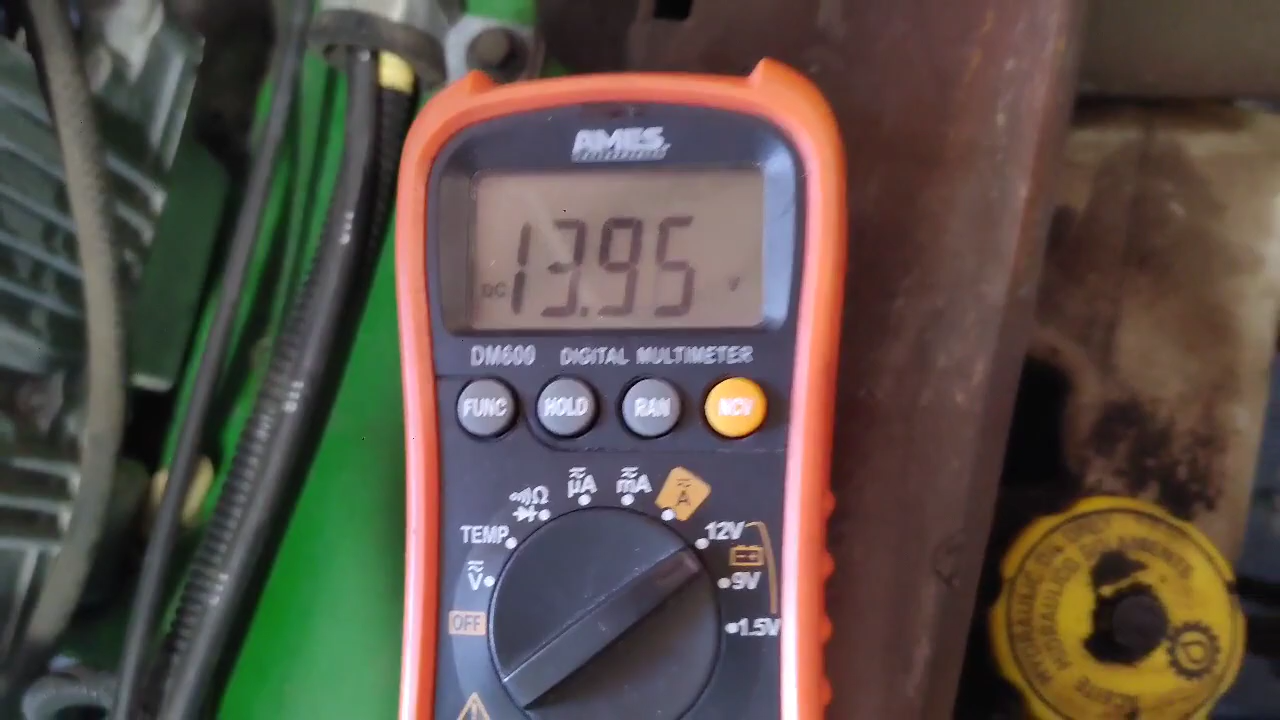 AMES
DC 13.95 V
DM600 DIGITAL MULTIMETER
FUNC HOLD RAN NCV
Ω µA mA A
TEMP 12V
V 9V
OFF 1.5V